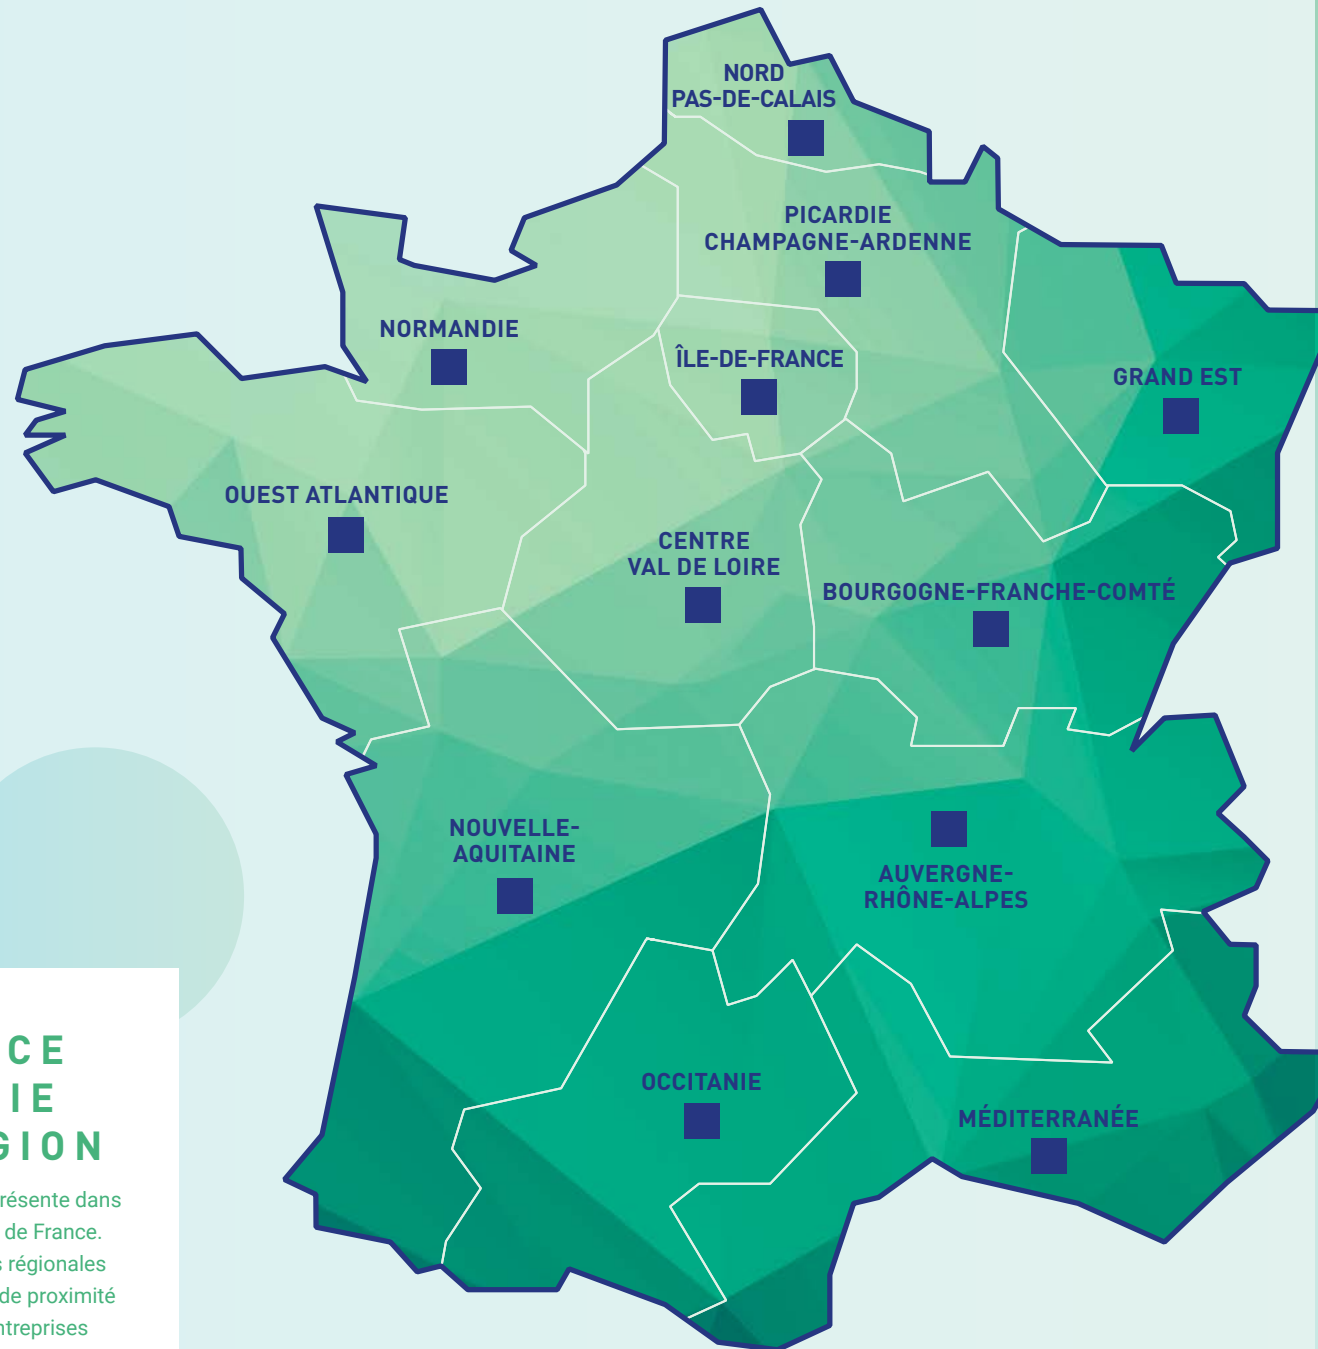 NORD
PAS-DE-CALAIS
PICARDIE
CHAMPAGNE-ARDENNE
NORMANDIE
ÎLE-DE-FRANCE
GRAND EST
OUEST ATLANTIQUE
CENTRE
VAL DE LOIRE
BOURGOGNE-FRANCHE-COMTÉ
NOUVELLE-
AQUITAINE
AUVERGNE-
RHÔNE-ALPES
OCCITANIE
MÉDITERRANÉE
CE
IE
GION
résente dans
de France.
s régionales
de proximité
ntreprises